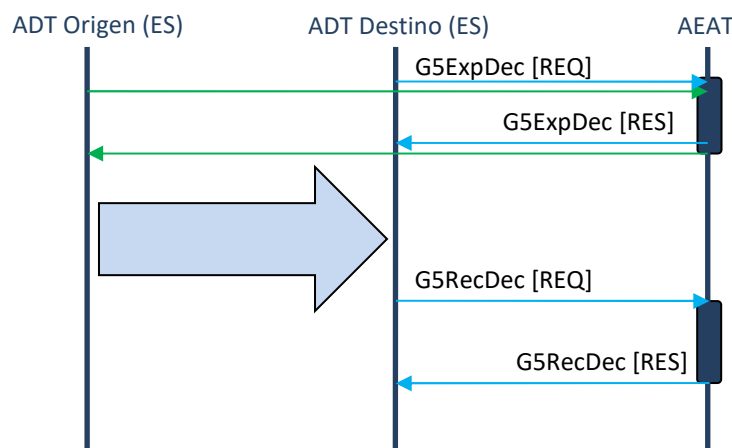 ADT Origen (ES)
ADT Destino (ES)
AEAT
G5ExpDec [REQ]
G5ExpDec [RES]
G5RecDec [REQ]
G5RecDec [RES]